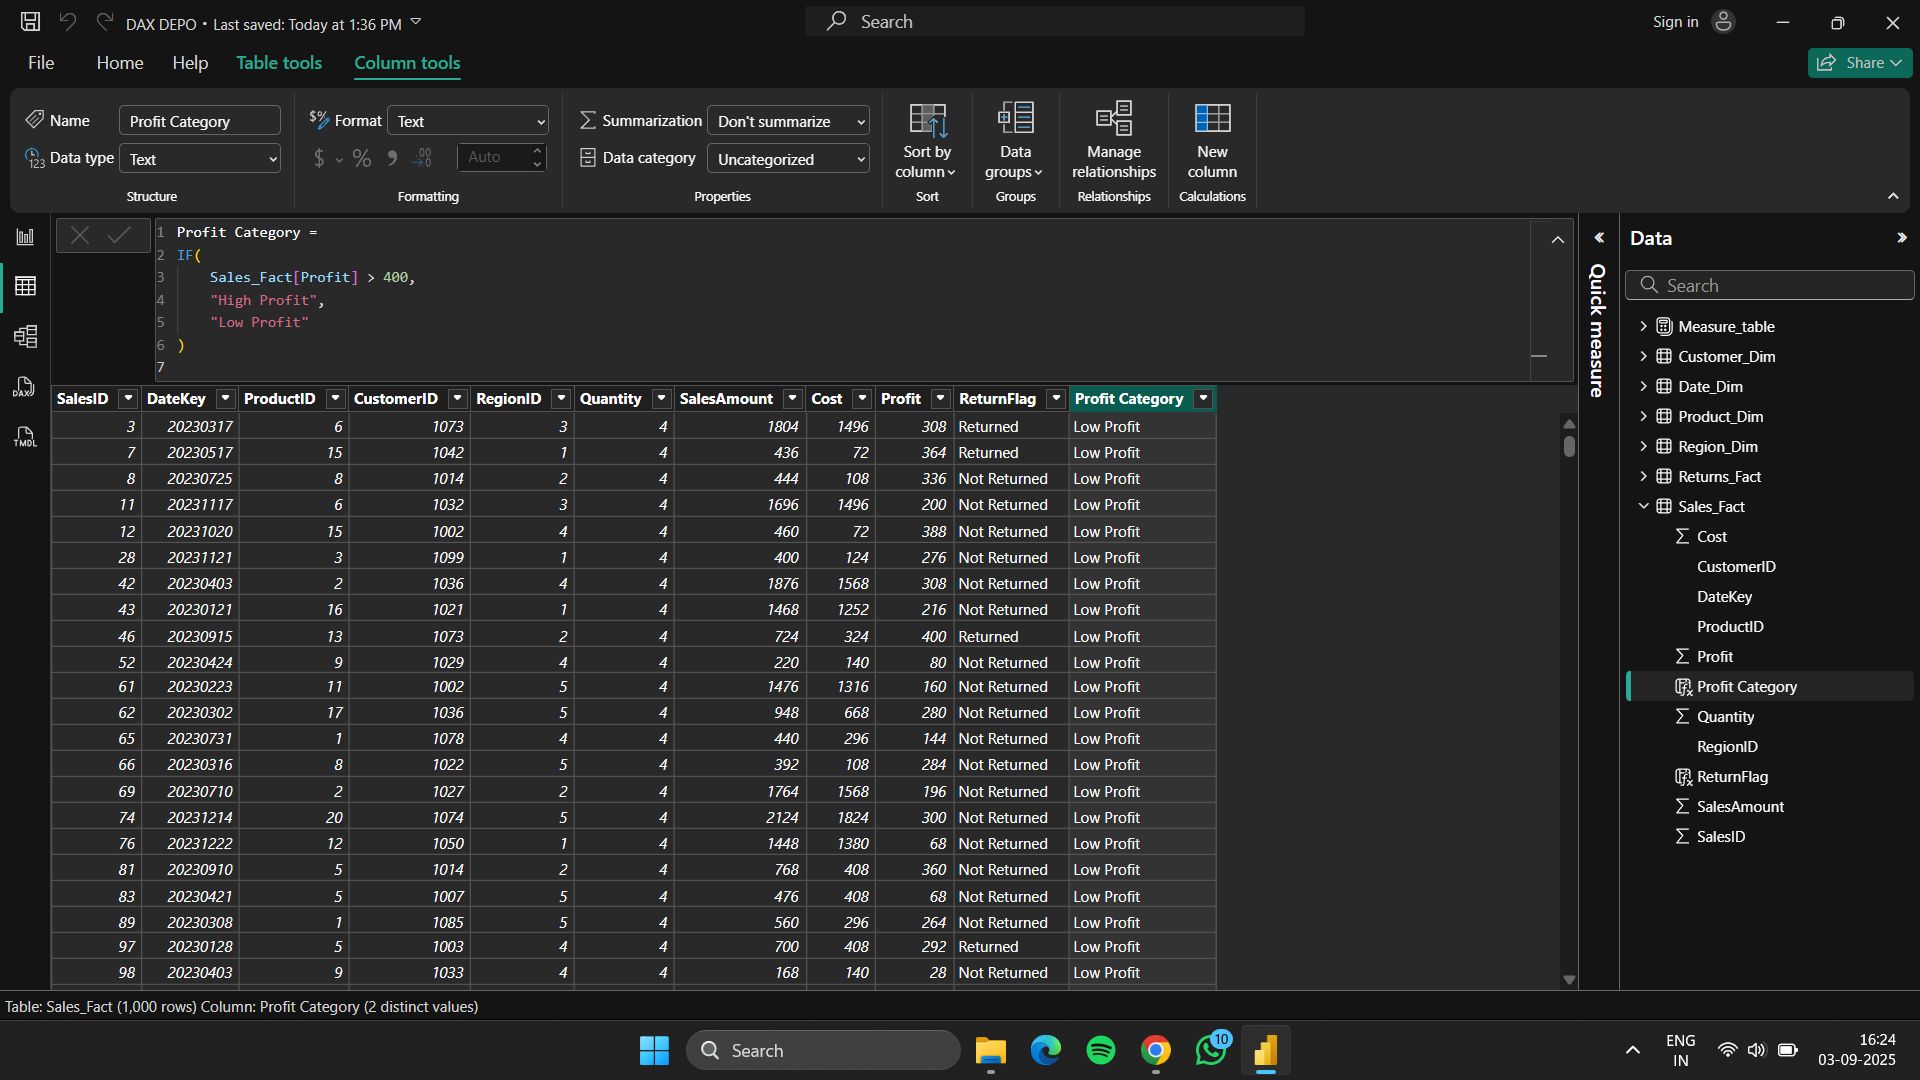 DAX DEPO • Last saved: Today at 1:36 PM
Search
Sign in
File Home Help Table tools Column tools
Share
Name Profit Category
Data type Text
Structure
Format Text
$ % Auto
Formatting
Summarization Don't summarize
Data category Uncategorized
Properties
Sort by column
Sort
Data groups
Groups
Manage relationships
Relationships
New column
Calculations
1 Profit Category =
2 IF(
3 Sales_Fact[Profit] > 400,
4 "High Profit",
5 "Low Profit"
6 )
7
SalesID DateKey ProductID CustomerID RegionID Quantity SalesAmount Cost Profit ReturnFlag Profit Category
3 20230317 6 1073 3 4 1804 1496 308 Returned Low Profit
7 20230517 15 1042 1 4 436 72 364 Returned Low Profit
8 20230725 8 1014 2 4 444 108 336 Not Returned Low Profit
11 20231117 6 1032 3 4 1696 1496 200 Not Returned Low Profit
12 20231020 15 1002 4 4 460 72 388 Not Returned Low Profit
28 20231121 3 1099 1 4 400 124 276 Not Returned Low Profit
42 20230403 2 1036 4 4 1876 1568 308 Not Returned Low Profit
43 20230121 16 1021 1 4 1468 1252 216 Not Returned Low Profit
46 20230915 13 1073 2 4 724 324 400 Returned Low Profit
52 20230424 9 1029 4 4 220 140 80 Not Returned Low Profit
61 20230223 11 1002 5 4 1476 1316 160 Not Returned Low Profit
62 20230302 17 1036 5 4 948 668 280 Not Returned Low Profit
65 20230731 1 1078 4 4 440 296 144 Not Returned Low Profit
66 20230316 8 1022 5 4 392 108 284 Not Returned Low Profit
69 20230710 2 1027 2 4 1764 1568 196 Not Returned Low Profit
74 20231214 20 1074 5 4 2124 1824 300 Not Returned Low Profit
76 20231222 12 1050 1 4 1448 1380 68 Not Returned Low Profit
81 20230910 5 1014 2 4 768 408 360 Not Returned Low Profit
83 20230421 5 1007 5 4 476 408 68 Not Returned Low Profit
89 20230308 1 1085 5 4 560 296 264 Not Returned Low Profit
97 20230128 5 1003 4 4 700 408 292 Returned Low Profit
98 20230403 9 1033 4 4 168 140 28 Not Returned Low Profit
DAX
TMDL
Quick measure
Data
Search
Measure_table
Customer_Dim
Date_Dim
Product_Dim
Region_Dim
Returns_Fact
Sales_Fact
Cost
CustomerID
DateKey
ProductID
Profit
Profit Category
Quantity
RegionID
ReturnFlag
SalesAmount
SalesID
Table: Sales_Fact (1,000 rows) Column: Profit Category (2 distinct values)
Search
10
ENG
IN
16:24
03-09-2025